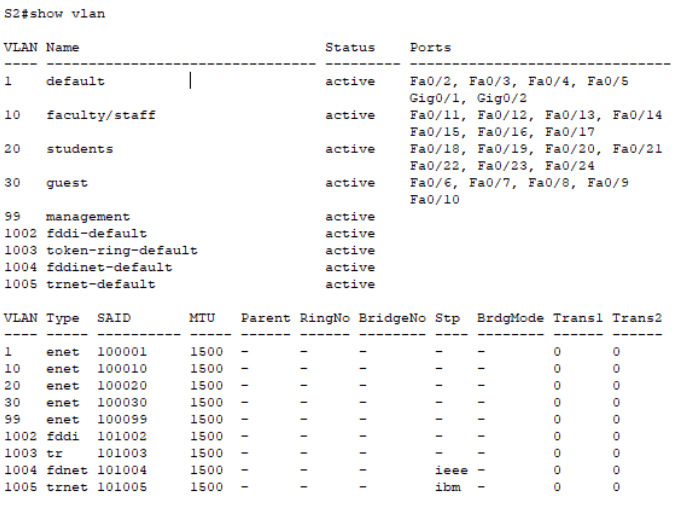 S2#show vlan
VLAN Name                             Status    Ports
---- -------------------------------- --------- -------------------------------
1    default                          active    Fa0/2, Fa0/3, Fa0/4, Fa0/5
                                                Gig0/1, Gig0/2
10   faculty/staff                    active    Fa0/11, Fa0/12, Fa0/13, Fa0/14
                                                Fa0/15, Fa0/16, Fa0/17
20   students                         active    Fa0/18, Fa0/19, Fa0/20, Fa0/21
                                                Fa0/22, Fa0/23, Fa0/24
30   guest                            active    Fa0/6, Fa0/7, Fa0/8, Fa0/9
                                                Fa0/10
99   management                       active
1002 fddi-default                     active
1003 token-ring-default               active
1004 fddinet-default                  active
1005 trnet-default                    active
VLAN Type  SAID       MTU   Parent RingNo BridgeNo Stp  BrdgMode Trans1 Trans2
---- ----- ---------- ----- ------ ------ -------- ---- -------- ------ ------
1    enet  100001     1500  -      -      -        -    -        0      0
10   enet  100010     1500  -      -      -        -    -        0      0
20   enet  100020     1500  -      -      -        -    -        0      0
30   enet  100030     1500  -      -      -        -    -        0      0
99   enet  100099     1500  -      -      -        -    -        0      0
1002 fddi  101002     1500  -      -      -        -    -        0      0
1003 tr    101003     1500  -      -      -        -    -        0      0
1004 fdnet 101004     1500  -      -      -        ieee -        0      0
1005 trnet 101005     1500  -      -      -        ibm  -        0      0